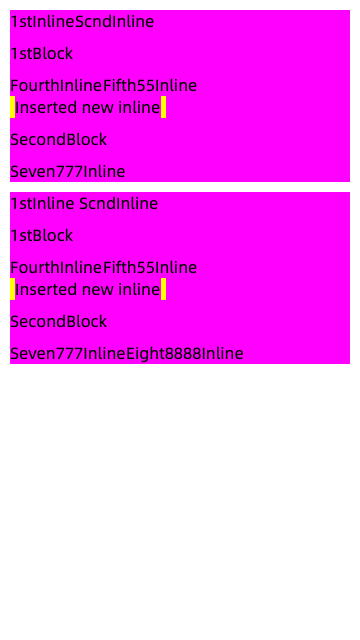 1stInlineScndInline
1stBlock
FourthInlineFifth55Inline
Inserted new inline
SecondBlock
Seven777Inline
1stInline ScndInline
1stBlock
FourthInlineFifth55Inline
Inserted new inline
SecondBlock
Seven777InlineEight8888Inline